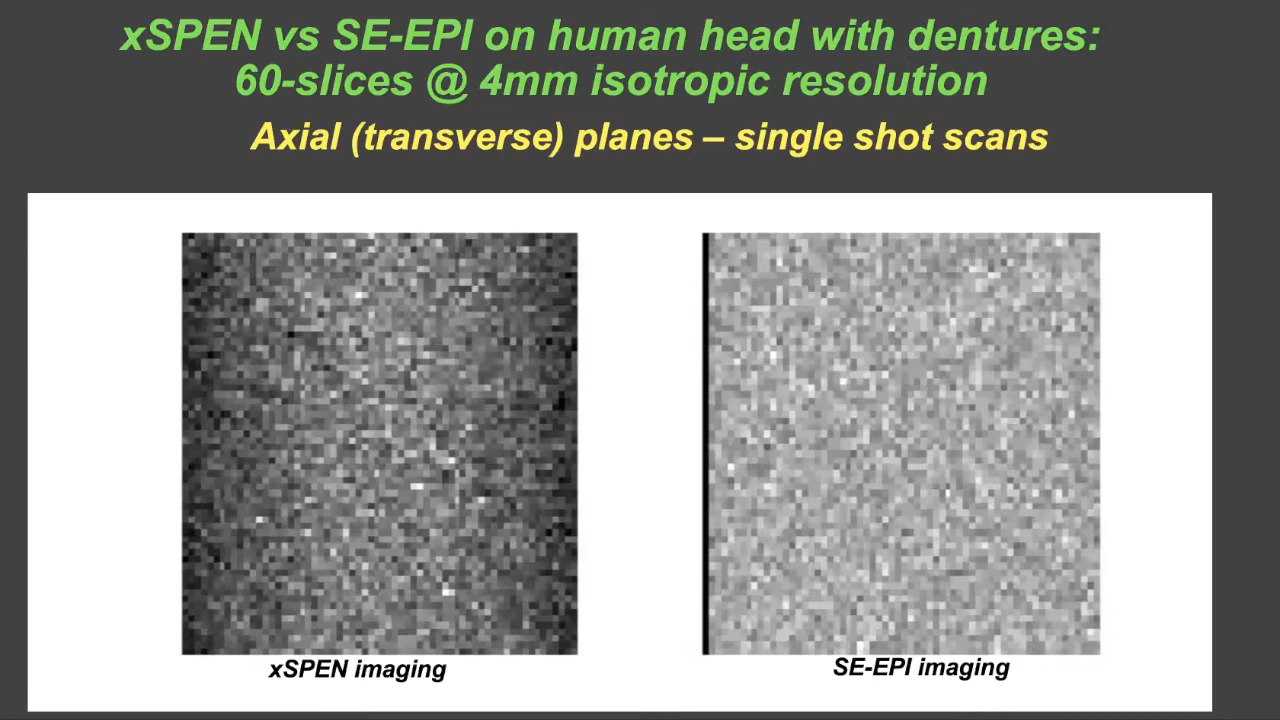 xSPEN vs SE-EPI on human head with dentures:
60-slices @ 4mm isotropic resolution
Axial (transverse) planes – single shot scans
xSPEN imaging
SE-EPI imaging